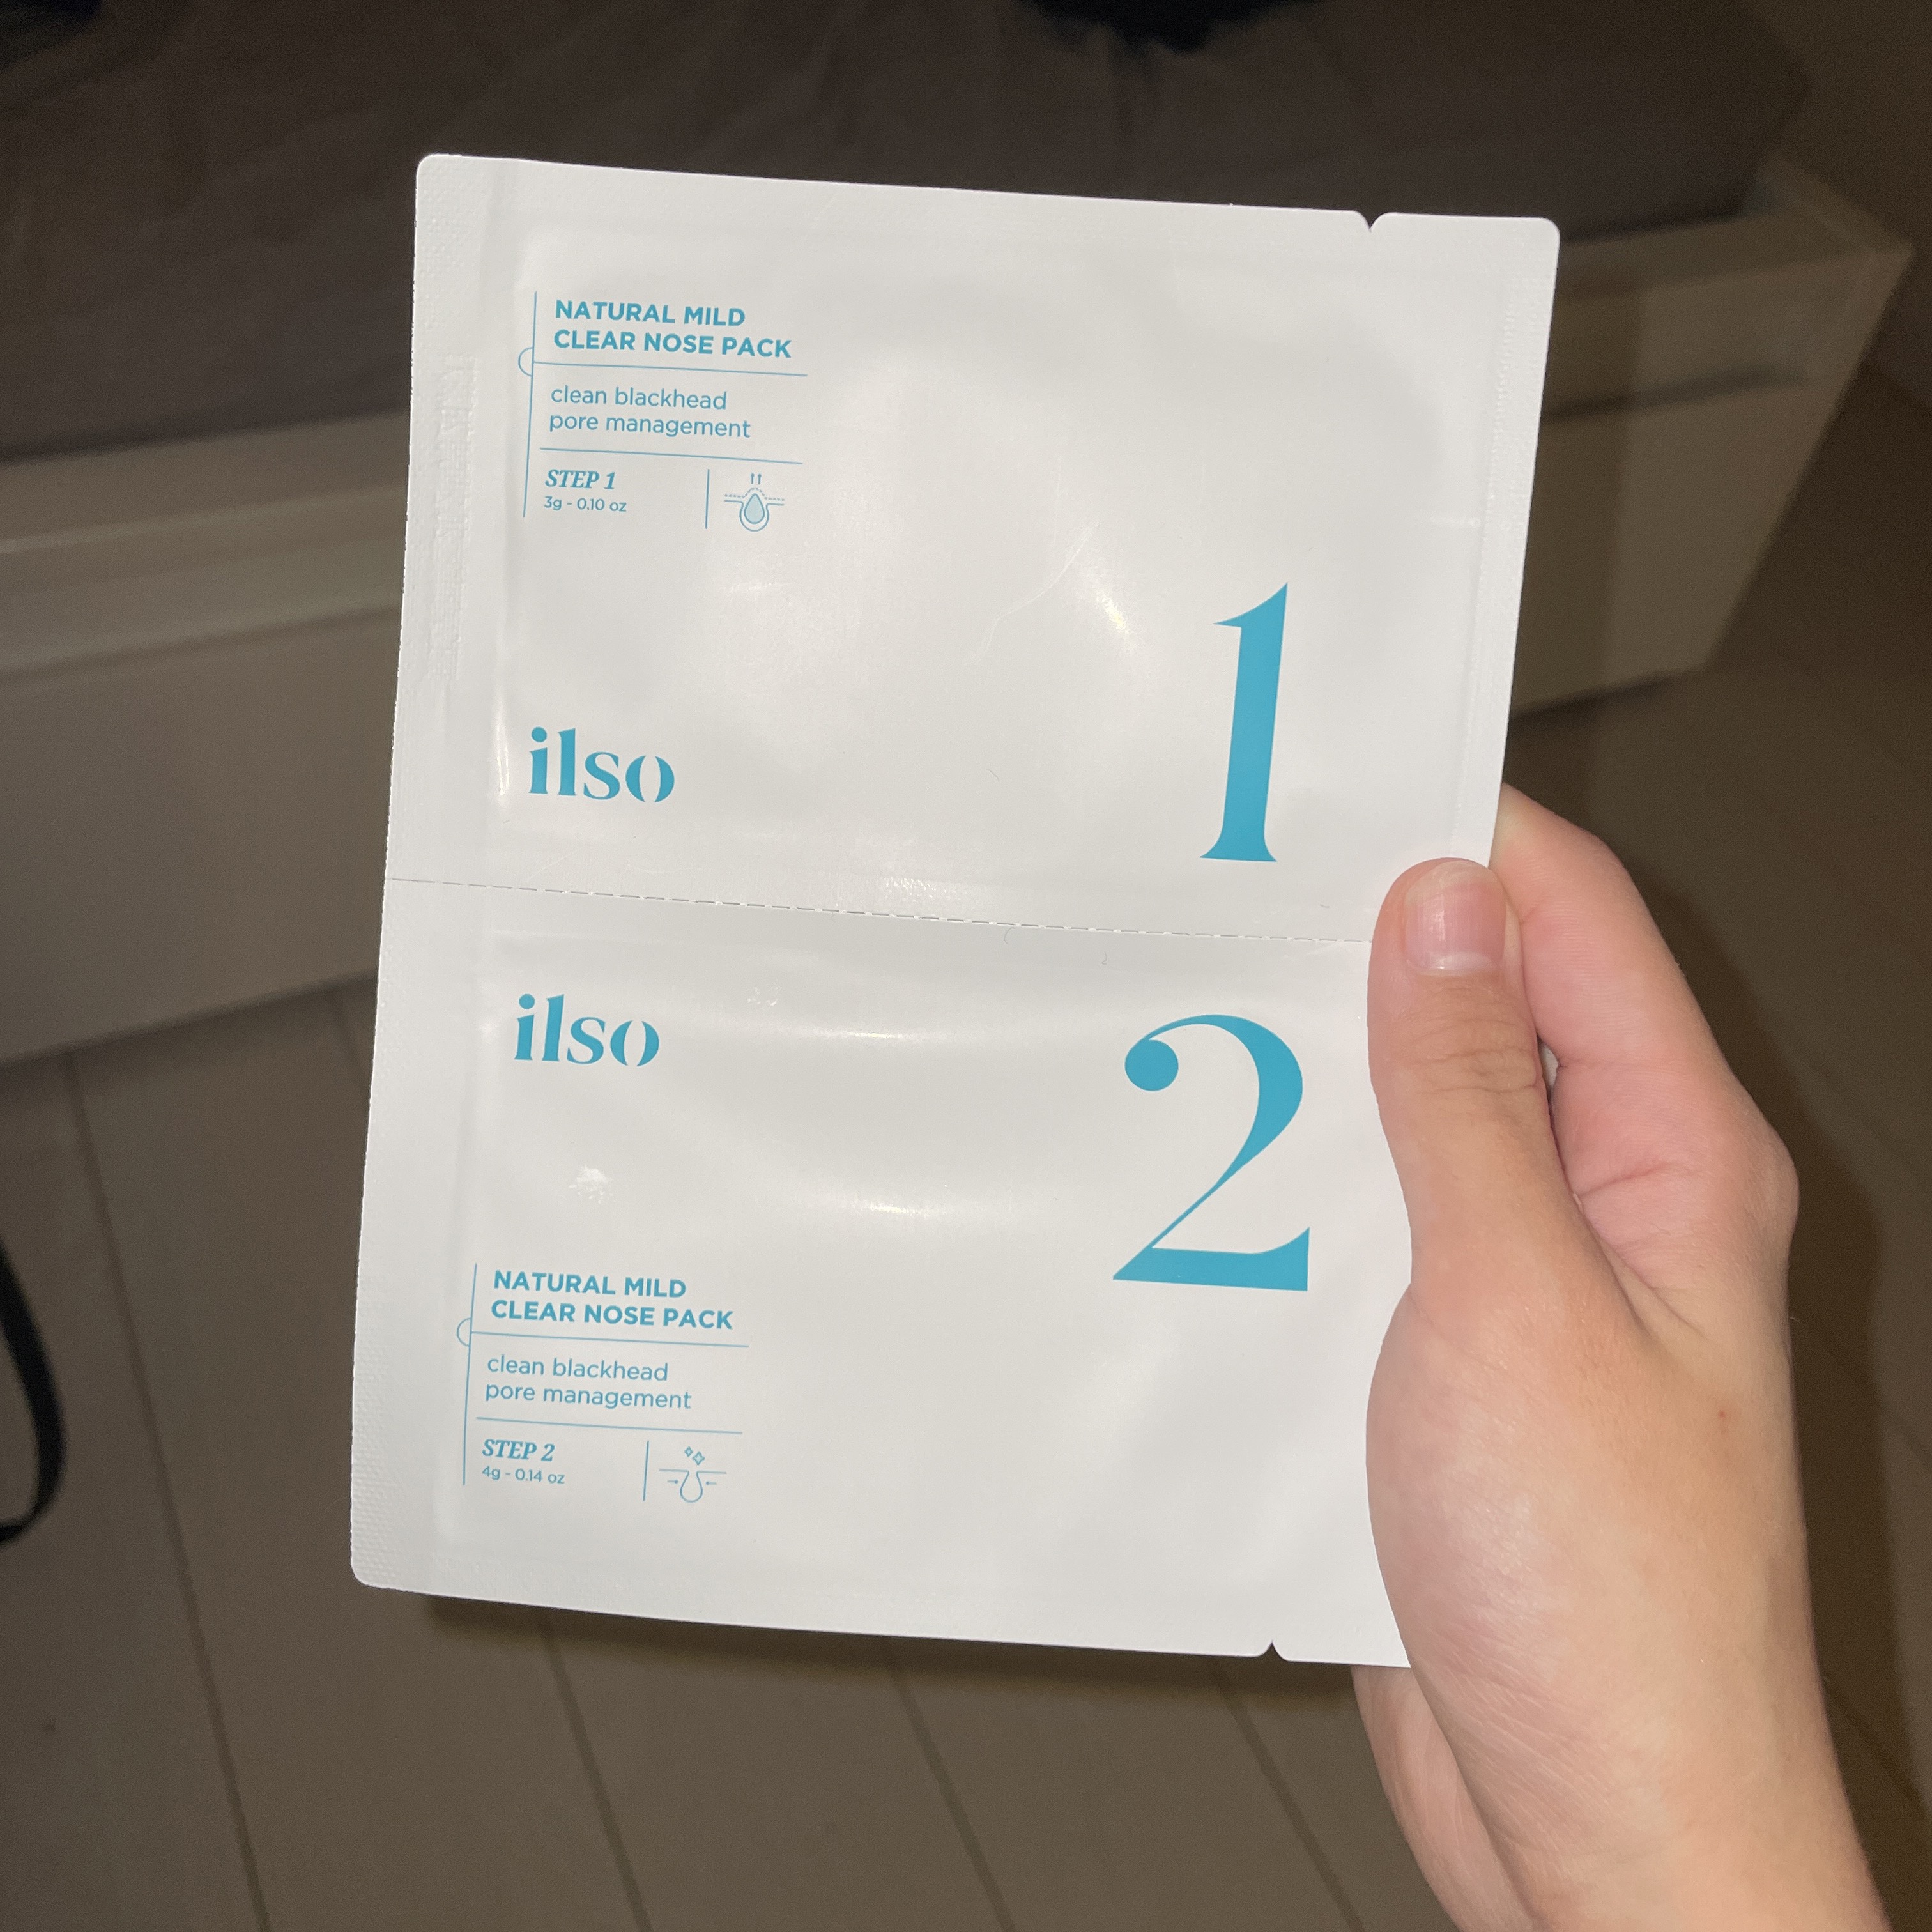 NATURAL MILD
CLEAR NOSE PACK
clean blackhead
pore management
STEP 1
3g - 0.10 oz
1
ilso
ilso
2
NATURAL MILD
CLEAR NOSE PACK
clean blackhead
pore management
STEP 2
4g - 0.14 oz